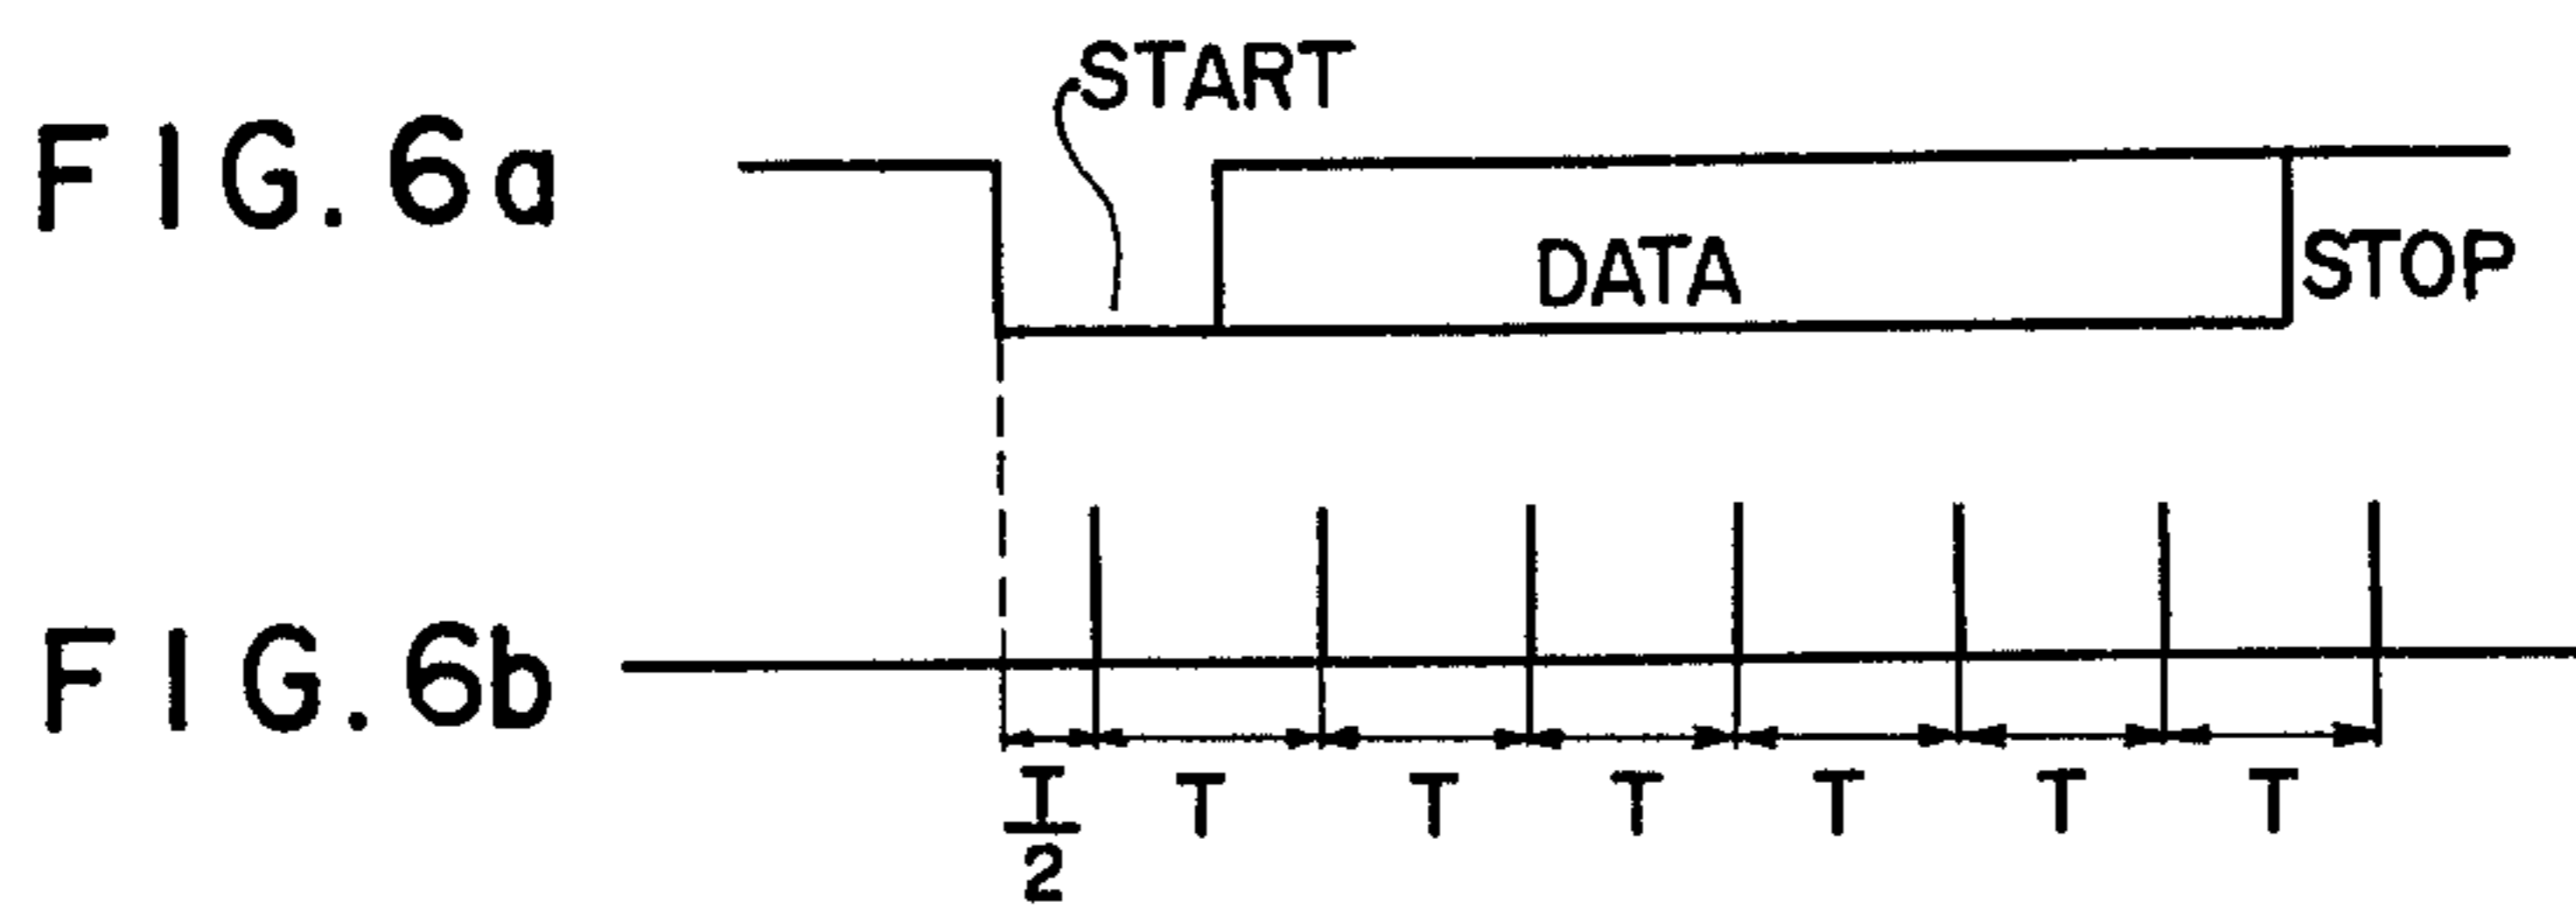 START
FIG. 6a
DATA
STOP
FIG. 6b
T/2 T T T T T T